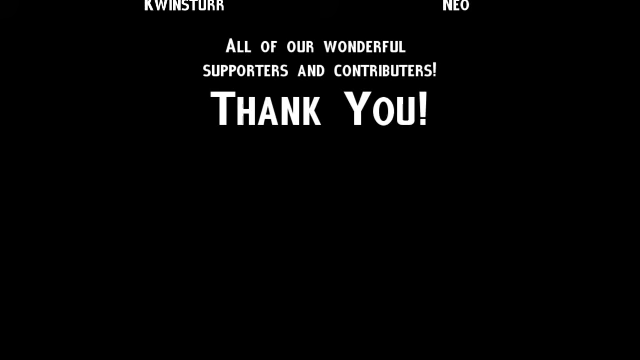 Kwinsturr Neo
All of our wonderful
supporters and contributers!
Thank You!